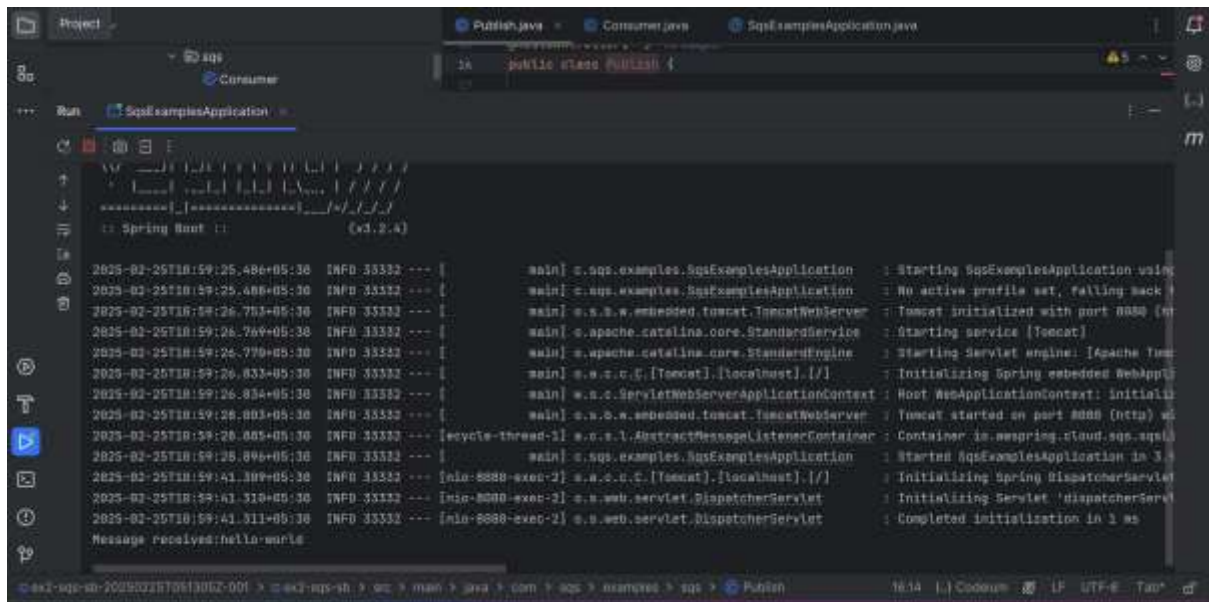 Project
Publish.java
Consumer.java
SqsExamplesApplication.java
sqs
Consumer
16 public class Publish {
5
Run SqsExamplesApplication
:: Spring Boot :: (v3.2.4)
2025-02-25T18:59:25.486+05:30 INFO 33332 --- [ main] c.sqs.examples.SqsExamplesApplication : Starting SqsExamplesApplication using
2025-02-25T18:59:25.488+05:30 INFO 33332 --- [ main] c.sqs.examples.SqsExamplesApplication : No active profile set, falling back
2025-02-25T18:59:26.753+05:30 INFO 33332 --- [ main] o.s.b.w.embedded.tomcat.TomcatWebServer : Tomcat initialized with port 8080
2025-02-25T18:59:26.769+05:30 INFO 33332 --- [ main] o.apache.catalina.core.StandardService : Starting service [Tomcat]
2025-02-25T18:59:26.770+05:30 INFO 33332 --- [ main] o.apache.catalina.core.StandardEngine : Starting Servlet engine: [Apache
2025-02-25T18:59:26.833+05:30 INFO 33332 --- [ main] o.a.c.c.C.[Tomcat].[localhost].[/] : Initializing Spring embedded
2025-02-25T18:59:26.834+05:30 INFO 33332 --- [ main] w.s.c.ServletWebServerApplicationContext : Root WebApplicationContext:
2025-02-25T18:59:28.883+05:30 INFO 33332 --- [ main] o.s.b.w.embedded.tomcat.TomcatWebServer : Tomcat started on port 8080 (http)
2025-02-25T18:59:28.885+05:30 INFO 33332 --- [ecycle-thread-1] a.c.s.l.AbstractMessageListenerContainer : Container io.awspring.cloud.sqs.
2025-02-25T18:59:28.896+05:30 INFO 33332 --- [ main] c.sqs.examples.SqsExamplesApplication : Started SqsExamplesApplication in
2025-02-25T18:59:41.309+05:30 INFO 33332 --- [nio-8080-exec-2] o.a.c.c.C.[Tomcat].[localhost].[/] : Initializing Spring DispatcherServlet
2025-02-25T18:59:41.310+05:30 INFO 33332 --- [nio-8080-exec-2] o.s.web.servlet.DispatcherServlet : Initializing Servlet
2025-02-25T18:59:41.311+05:30 INFO 33332 --- [nio-8080-exec-2] o.s.web.servlet.DispatcherServlet : Completed initialization in 1 ms
Message received:hello-world
ex2-sqs-sb > src > main > java > com > sqs > examples > sqs > Publish 16:14 Codeium LF UTF-8 Tab*